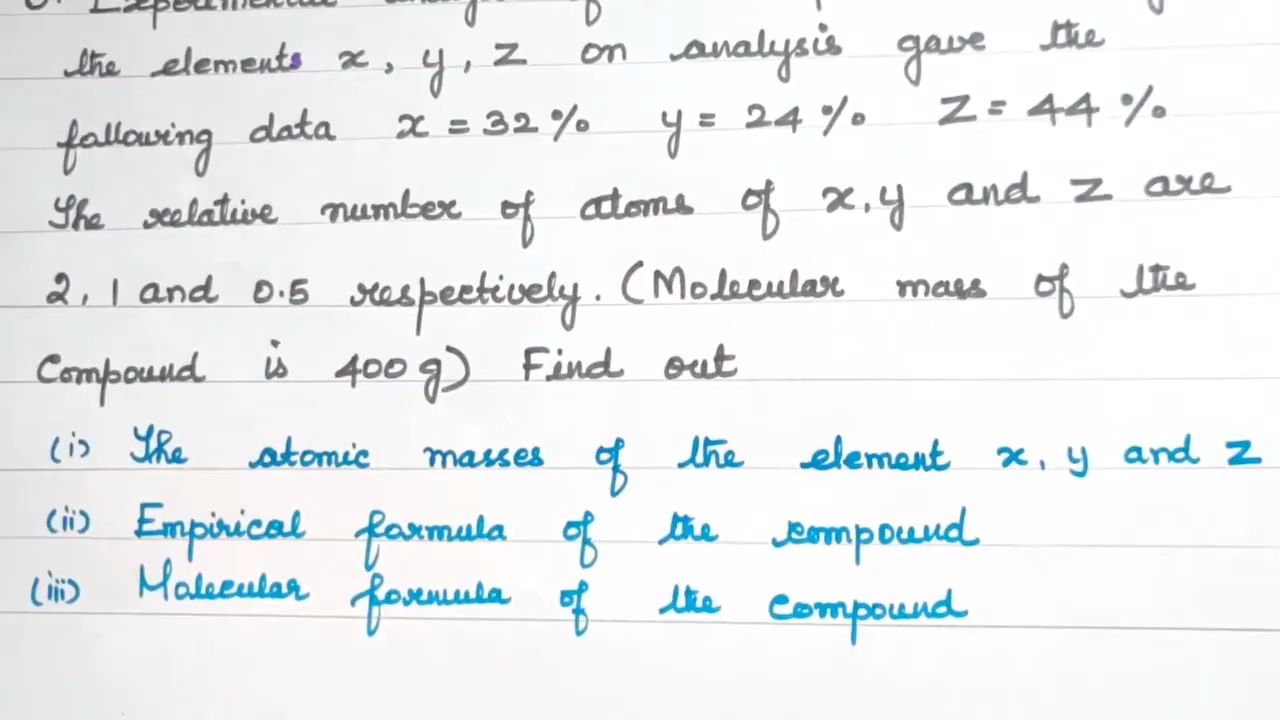 the elements x, y, z on analysis gave the
following data x = 32% y = 24% z = 44%
The relative number of atoms of x, y and z are
2, 1 and 0.5 respectively. (Molecular mass of the
Compound is 400g) Find out
(i) The atomic masses of the element x, y and z
(ii) Empirical formula of the compound
(iii) Molecular formula of the compound